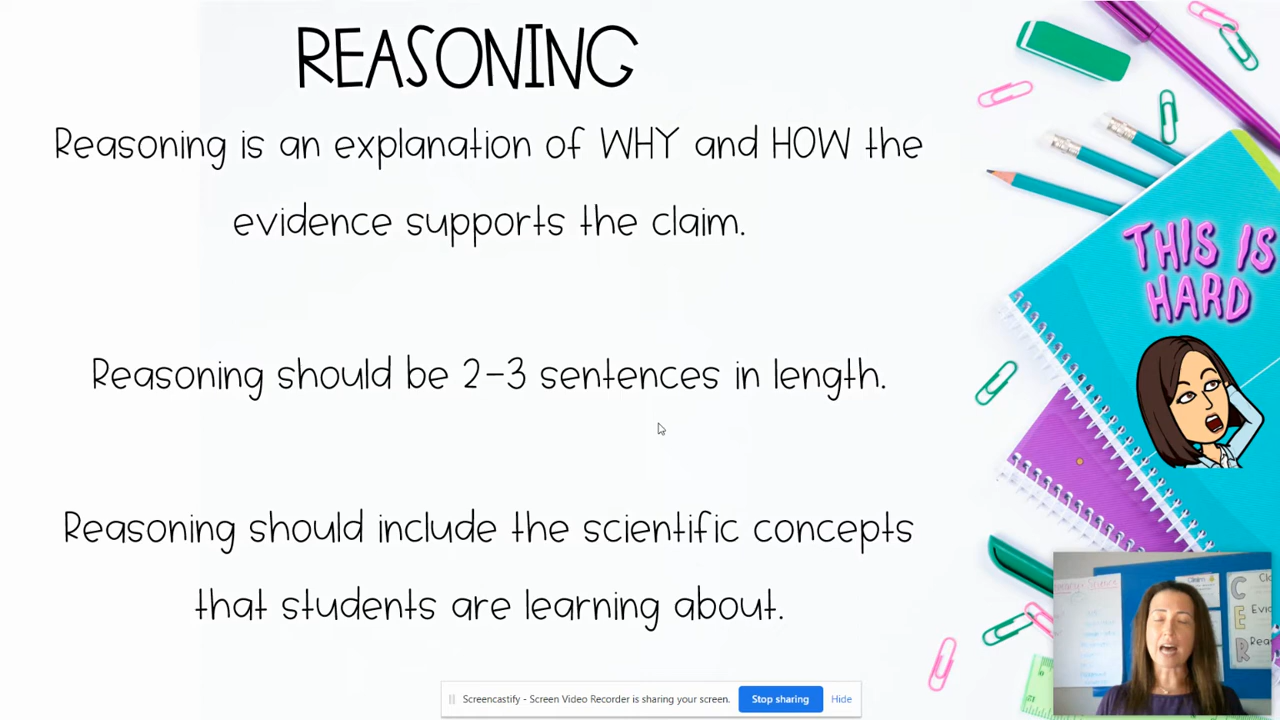 REASONING
Reasoning is an explanation of WHY and HOW the
evidence supports the claim.
THIS IS
HARD
Reasoning should be 2-3 sentences in length.
Reasoning should include the scientific concepts
that students are learning about.
Claim
C
E
R
Screencastify - Screen Video Recorder is sharing your screen.
Stop sharing
Hide